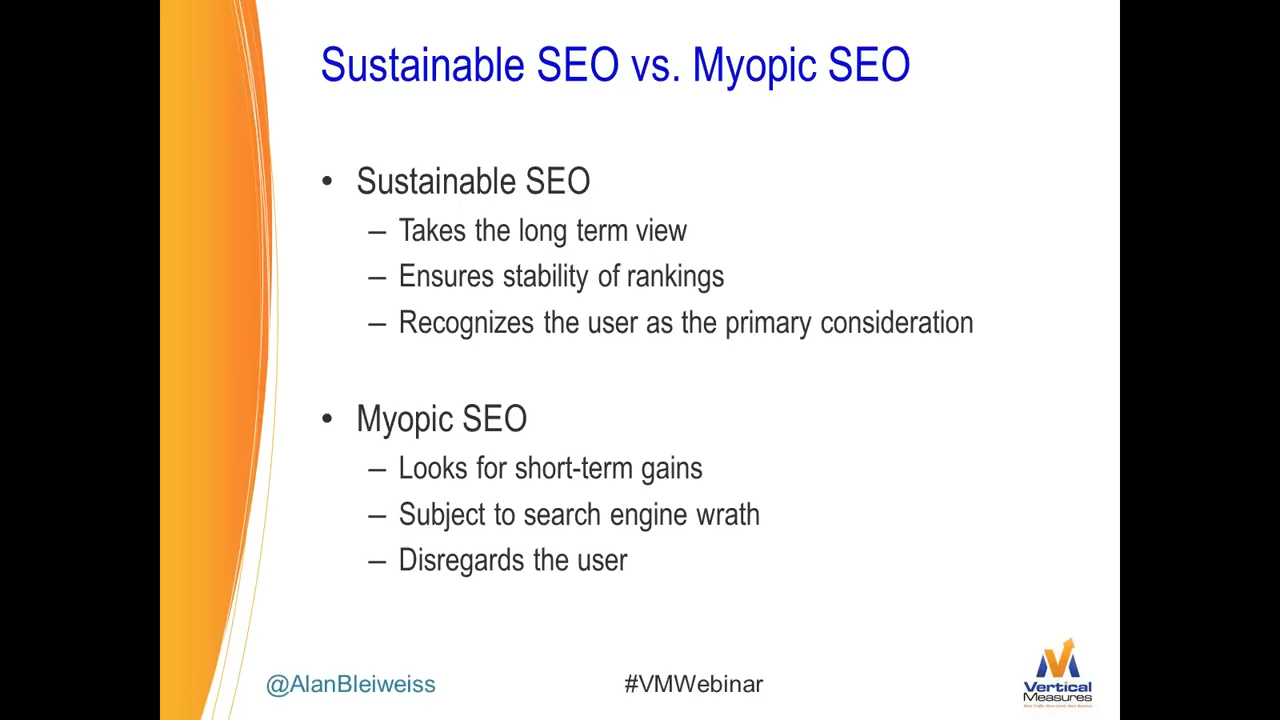 Sustainable SEO vs. Myopic SEO
• Sustainable SEO
– Takes the long term view
– Ensures stability of rankings
– Recognizes the user as the primary consideration
• Myopic SEO
– Looks for short-term gains
– Subject to search engine wrath
– Disregards the user
@AlanBleiweiss
#VMWebinar
Vertical
Measures